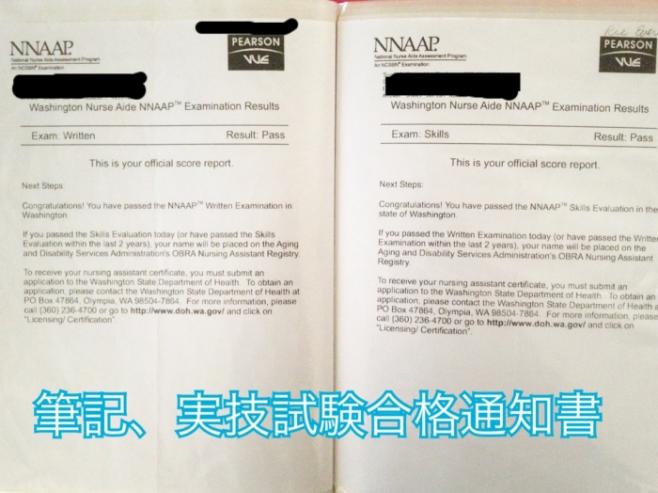 NNAAP™
National Nurse Aide Assessment Program
An NCSBN® Examination
PEARSON
VUE
Washington Nurse Aide NNAAP™ Examination Results
Exam: Written Result: Pass
This is your official score report.
Next Steps:
Congratulations! You have passed the NNAAP™ Written Examination in
Washington.
If you passed the Skills Evaluation today (or have passed the Skills
Evaluation within the last 2 years), your name will be placed on the Aging
and Disability Services Administration's OBRA Nursing Assistant Registry.
To receive your nursing assistant certificate, you must submit an
application to the Washington State Department of Health. To obtain an
application, please contact the Washington State Department of Health at
PO Box 47864, Olympia, WA 98504-7864. For more information, please
call (360) 236-4700 or go to http://www.doh.wa.gov/ and click on
"Licensing/ Certification".
NNAAP™
National Nurse Aide Assessment Program
An NCSBN® Examination
PEARSON
VUE
Washington Nurse Aide NNAAP™ Examination Results
Exam: Skills Result: Pass
This is your official score report.
Next Steps:
Congratulations! You have passed the NNAAP™ Skills Evaluation in the
state of Washington.
If you passed the Written Examination today (or have passed the Written
Examination within the last 2 years), your name will be placed on the
Aging and Disability Services Administration's OBRA Nursing Assistant
Registry.
To receive your nursing assistant certificate, you must submit an
application to the Washington State Department of Health. To obtain an
application, please contact the Washington State Department of Health a
PO Box 47864, Olympia, WA 98504-7864. For more information, please
call (360) 236-4700 or go to http://www.doh.wa.gov/ and click on
"Licensing/ Certification".
筆記、実技試験合格通知書